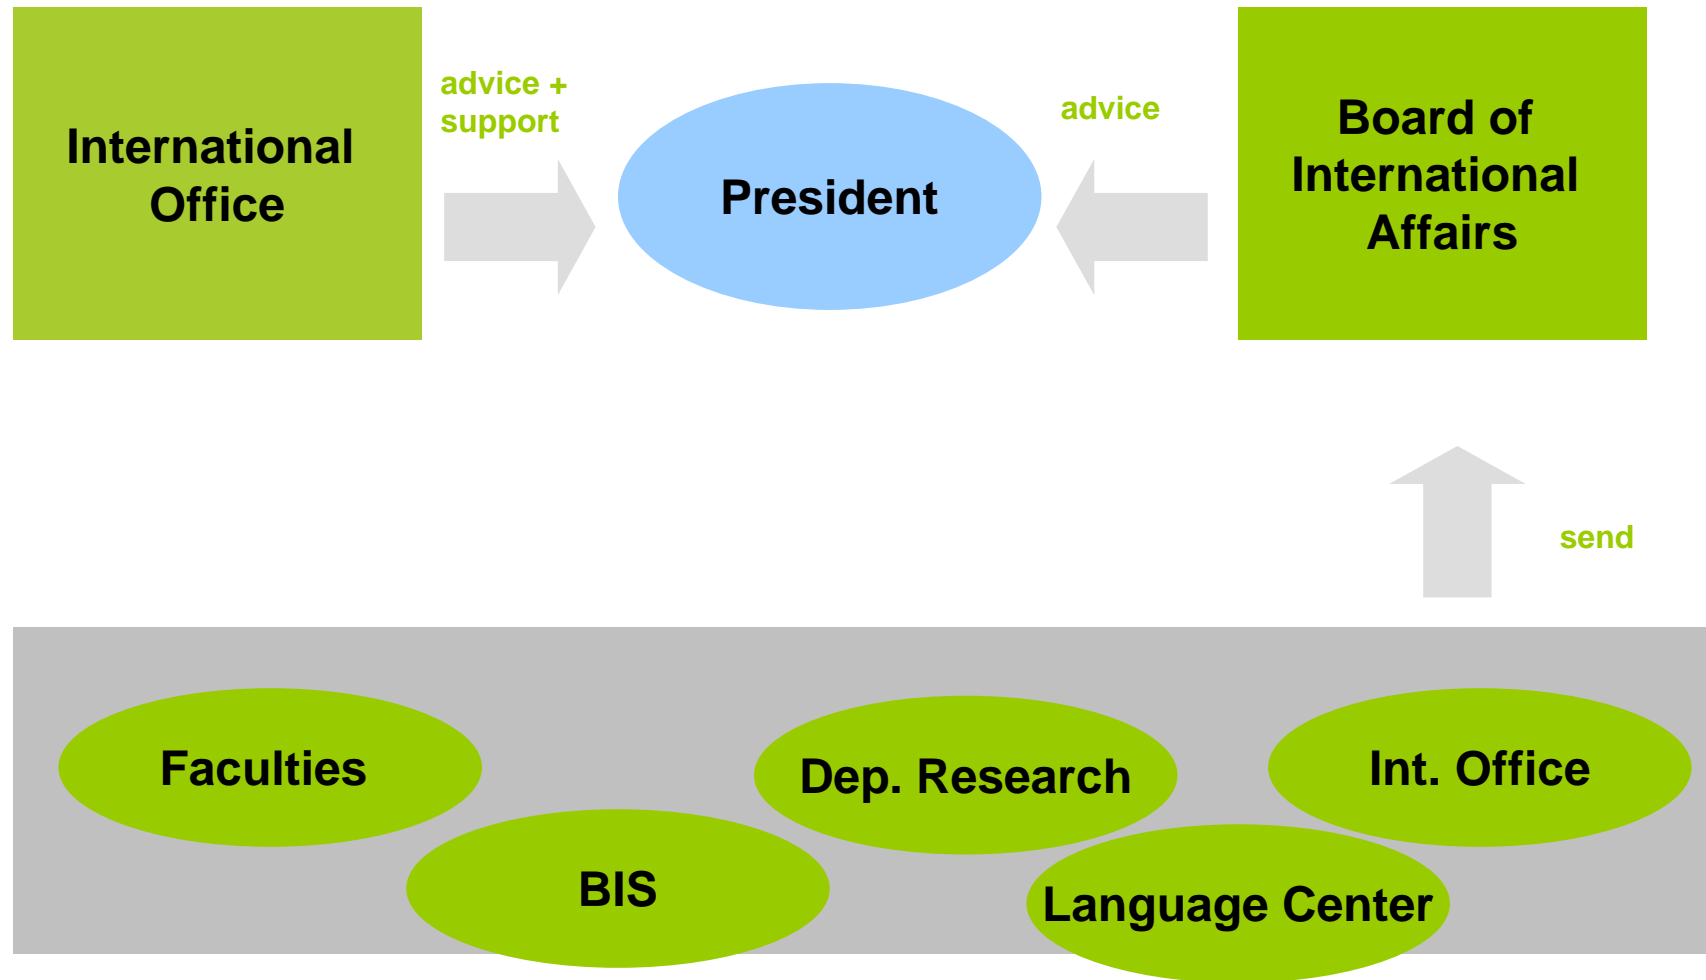 International
Office
advice +
support
President
advice
Board of
International
Affairs
send
Faculties
Dep. Research
Int. Office
BIS
Language Center